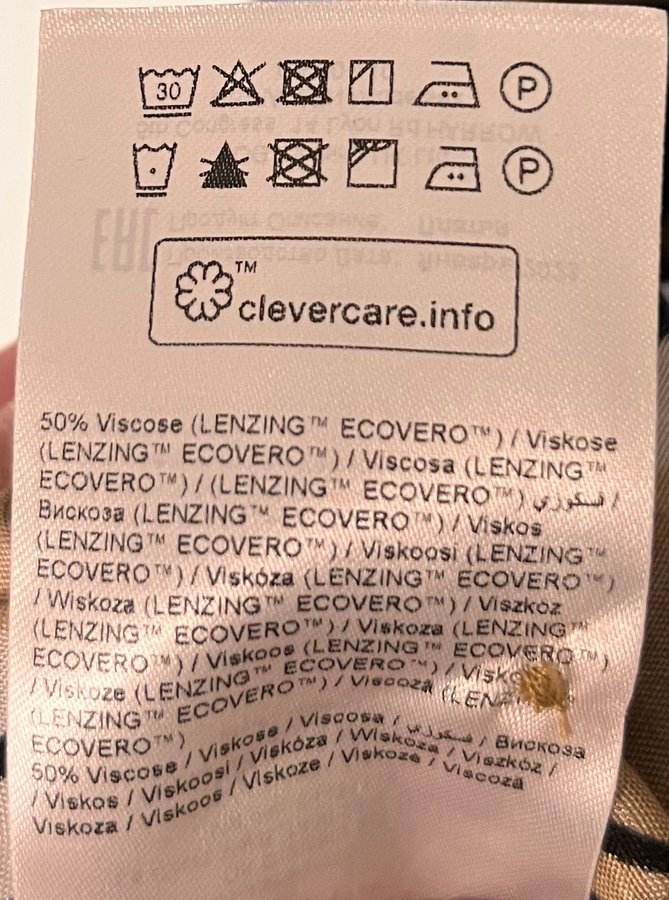 30 P
P
™
clevercare.info
50% Viscose (LENZING™ ECOVERO™) / Viskose
(LENZING™ ECOVERO™) / Viscosa (LENZING™
ECOVERO™) / (LENZING™ ECOVERO™) فسكوزي /
Вискоза (LENZING™ ECOVERO™) / Viskos
(LENZING™ ECOVERO™) / Viskoosi (LENZING™
ECOVERO™) / Viskóza (LENZING™ ECOVERO™)
/ Wiskoza (LENZING™ ECOVERO™) / Viszkóz
(LENZING™ ECOVERO™) / Viskoza (LENZING™
ECOVERO™) / Viskoos (LENZING™ ECOVERO™)
/ Viskoze (LENZING™ ECOVERO™) /
(LENZING™ ECOVERO™) / Viscoză
ECOVERO™)
50% Viscose / Viskose / Viscosa / فسكوزي / Вискоза
/ Viskos / Viskoosi / Viskóza / Wiskoza / Viszkóz /
Viskoza / Viskoos / Viskoze / Viskoze / Viscoză